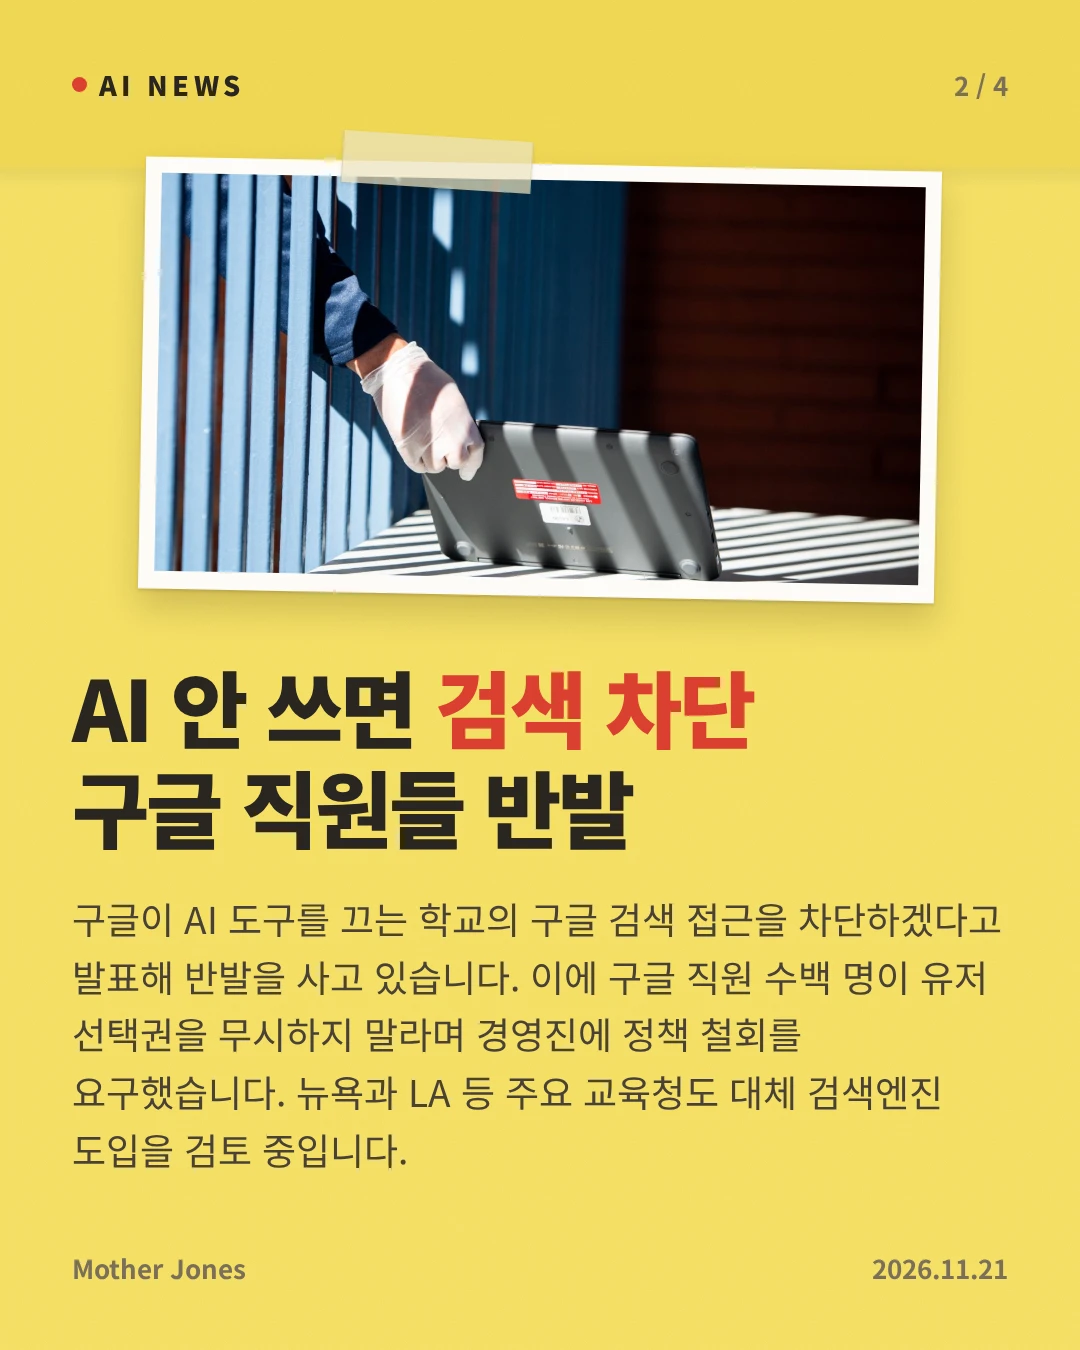 AI NEWS
2 / 4
AI 안 쓰면 검색 차단
구글 직원들 반발
구글이 AI 도구를 끄는 학교의 구글 검색 접근을 차단하겠다고
발표해 반발을 사고 있습니다. 이에 구글 직원 수백 명이 유저
선택권을 무시하지 말라며 경영진에 정책 철회를
요구했습니다. 뉴욕과 LA 등 주요 교육청도 대체 검색엔진
도입을 검토 중입니다.
Mother Jones
2026.11.21